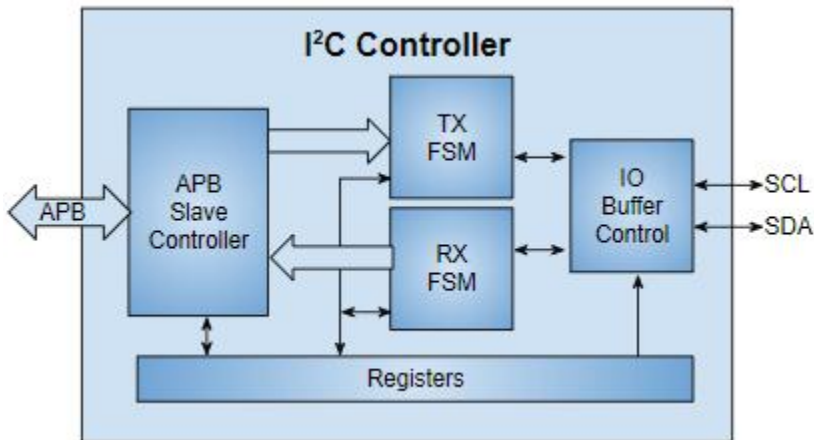 I²C Controller
TX
FSM
APB
Slave
Controller
APB
RX
FSM
IO
Buffer
Control
SCL
SDA
Registers